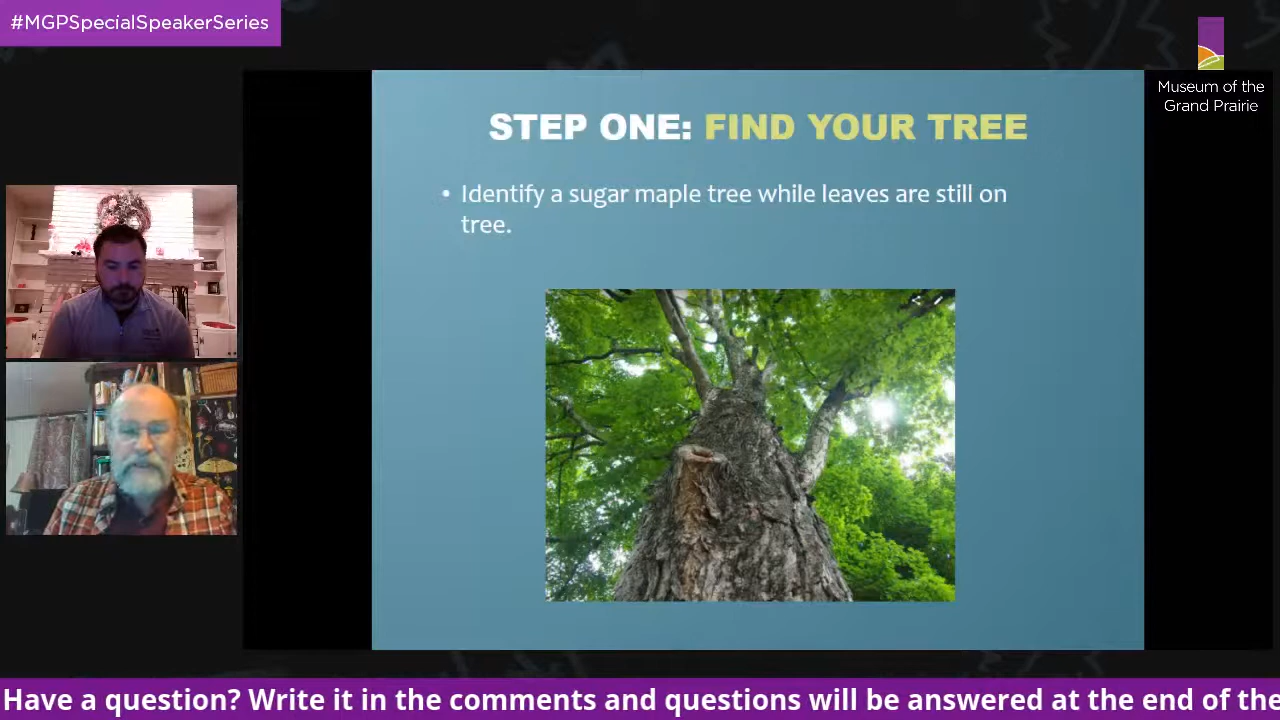 #MGPSpecialSpeakerSeries
Museum of the
Grand Prairie
STEP ONE: FIND YOUR TREE
• Identify a sugar maple tree while leaves are still on
tree.
Have a question? Write it in the comments and questions will be answered at the end of the